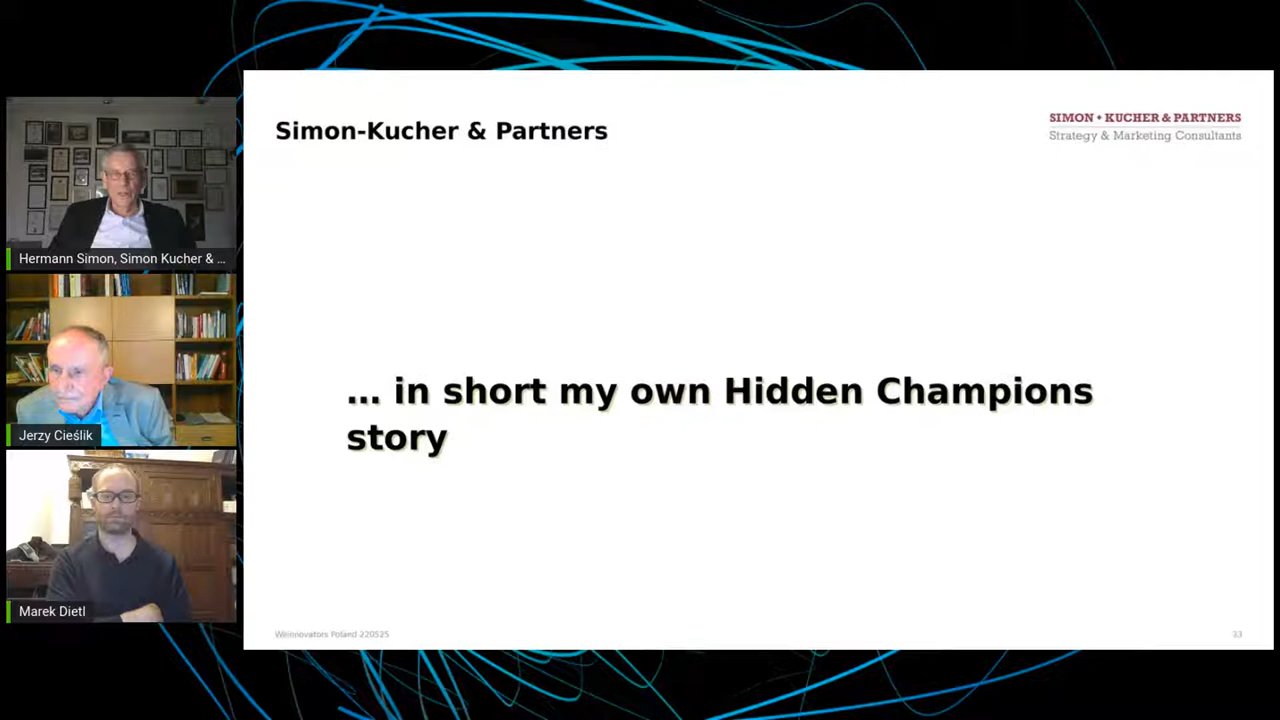 Simon-Kucher & Partners
SIMON • KUCHER & PARTNERS
Strategy & Marketing Consultants
Hermann Simon, Simon Kucher & ...
Jerzy Cieślik
Marek Dietl
... in short my own Hidden Champions
story
Winnovators Poland 220525
33